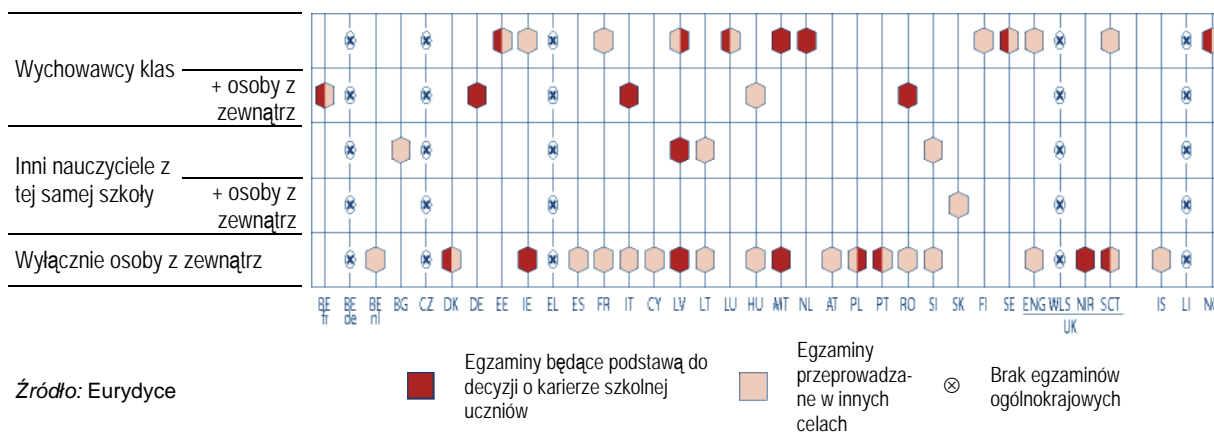 Wychowawcy klas
+ osoby z
zewnątrz
Inni nauczyciele z
tej samej szkoły
+ osoby z
zewnątrz
Wyłącznie osoby z zewnątrz
BE fr BE de BE nl BG CZ DK DE EE IE EL ES FR IT CY LV LT LU HU MT NL AT PL PT RO SI SK FI SE ENG WLS NIR SCT IS LI
UK
Źródło: Eurydyce
Egzaminy będące podstawą do
decyzji o karierze szkolnej
uczniów
Egzaminy
przeprowadza-
ne w innych
celach
Brak egzaminów
ogólnokrajowych